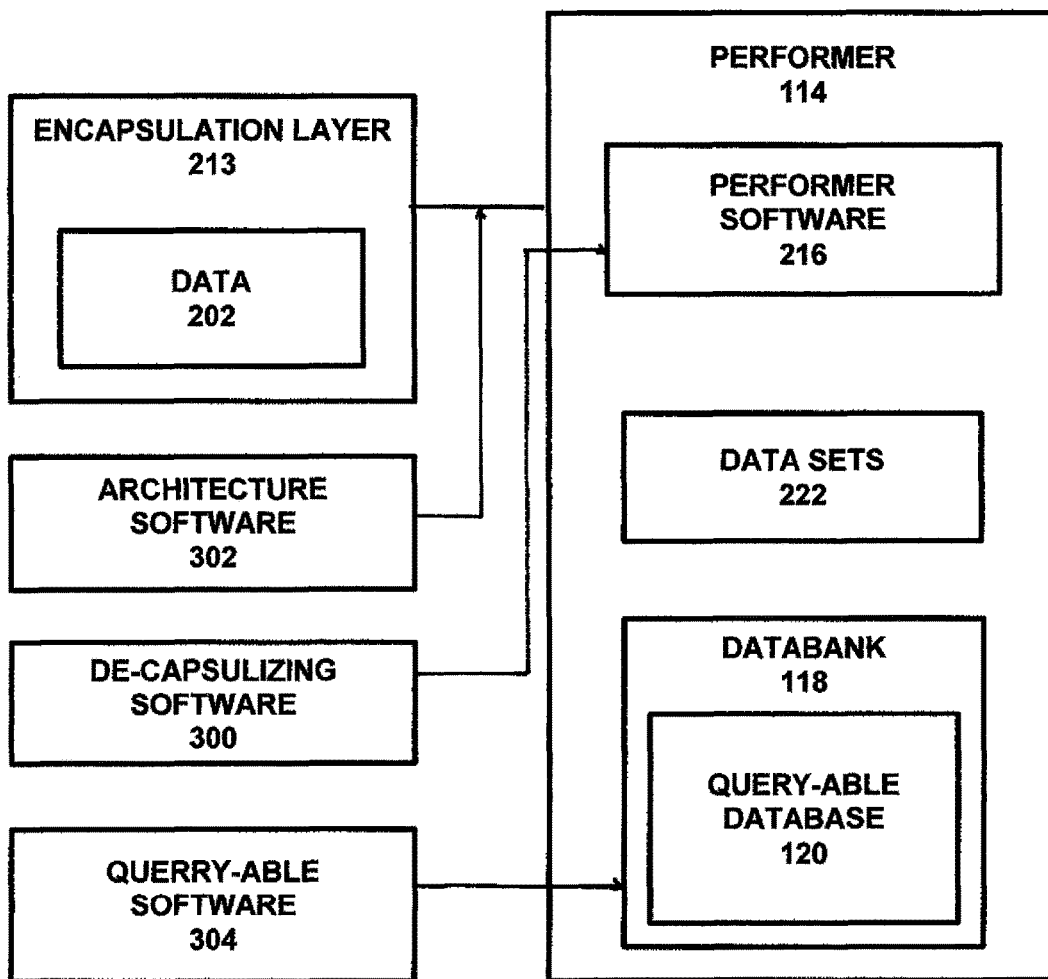 PERFORMER
114
ENCAPSULATION LAYER
213
DATA
202
PERFORMER
SOFTWARE
216
ARCHITECTURE
SOFTWARE
302
DATA SETS
222
DE-CAPSULIZING
SOFTWARE
300
DATABANK
118
QUERY-ABLE
DATABASE
120
QUERRY-ABLE
SOFTWARE
304